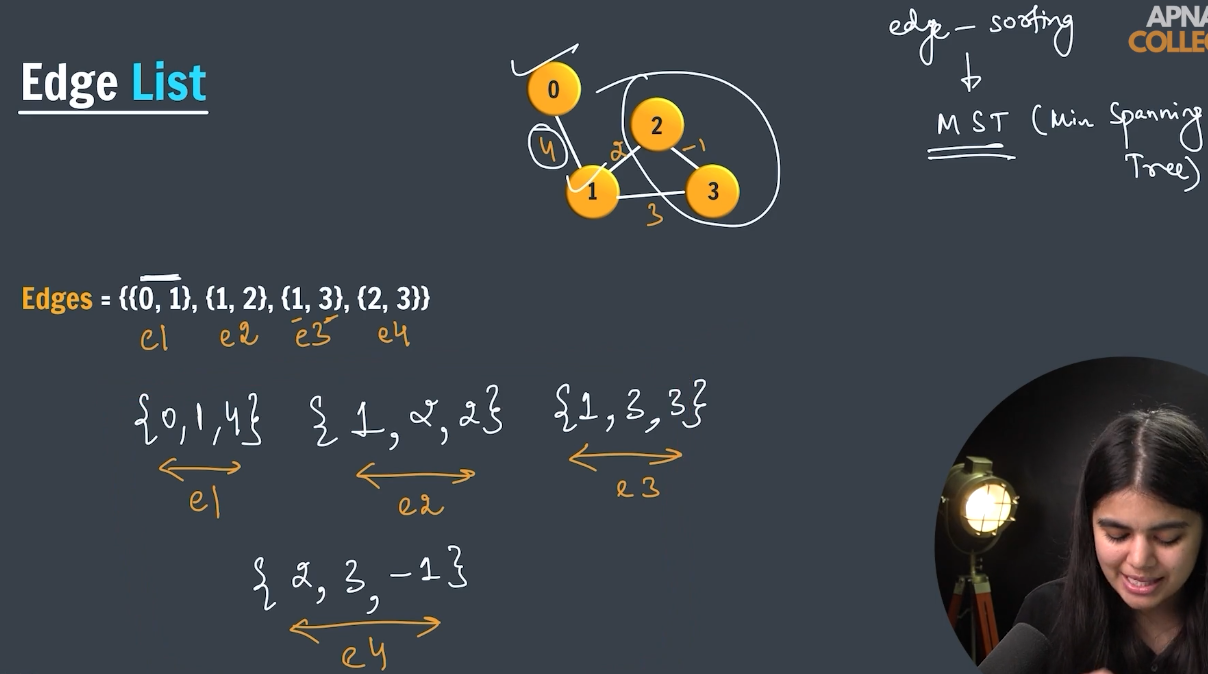 edge - sorting
APNA
COLLEG
Edge List
0
4
2
2
-1
1
3
3
MST (Min Spanning
Tree)
Edges = {{0, 1}, {1, 2}, {1, 3}, {2, 3}}
e1 e2 e3 e4
{0,1,4} {1,2,2} {1,3,3}
e1 e2 e3
{2,3,-1}
e4